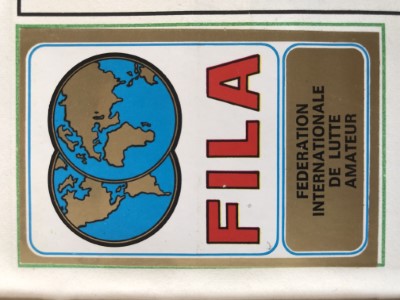 FILA
FEDERATION
INTERNATIONALE
DE LUTTE
AMATEUR